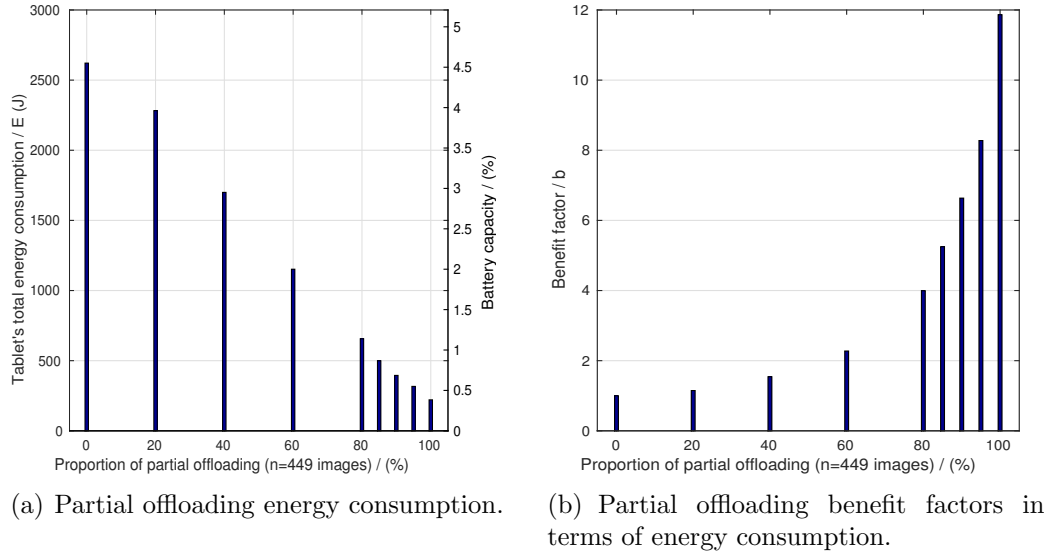 3000
2500
2000
1500
1000
500
0
Tablet's total energy consumption / E (J)
5
4.5
4
3.5
3
2.5
2
1.5
1
0.5
0
Battery capacity / (%)
0 20 40 60 80 100
Proportion of partial offloading (n=449 images) / (%)
(a) Partial offloading energy consumption.
12
10
8
6
4
2
0
Benefit factor / b
0 20 40 60 80 100
Proportion of partial offloading (n=449 images) / (%)
(b) Partial offloading benefit factors in
terms of energy consumption.